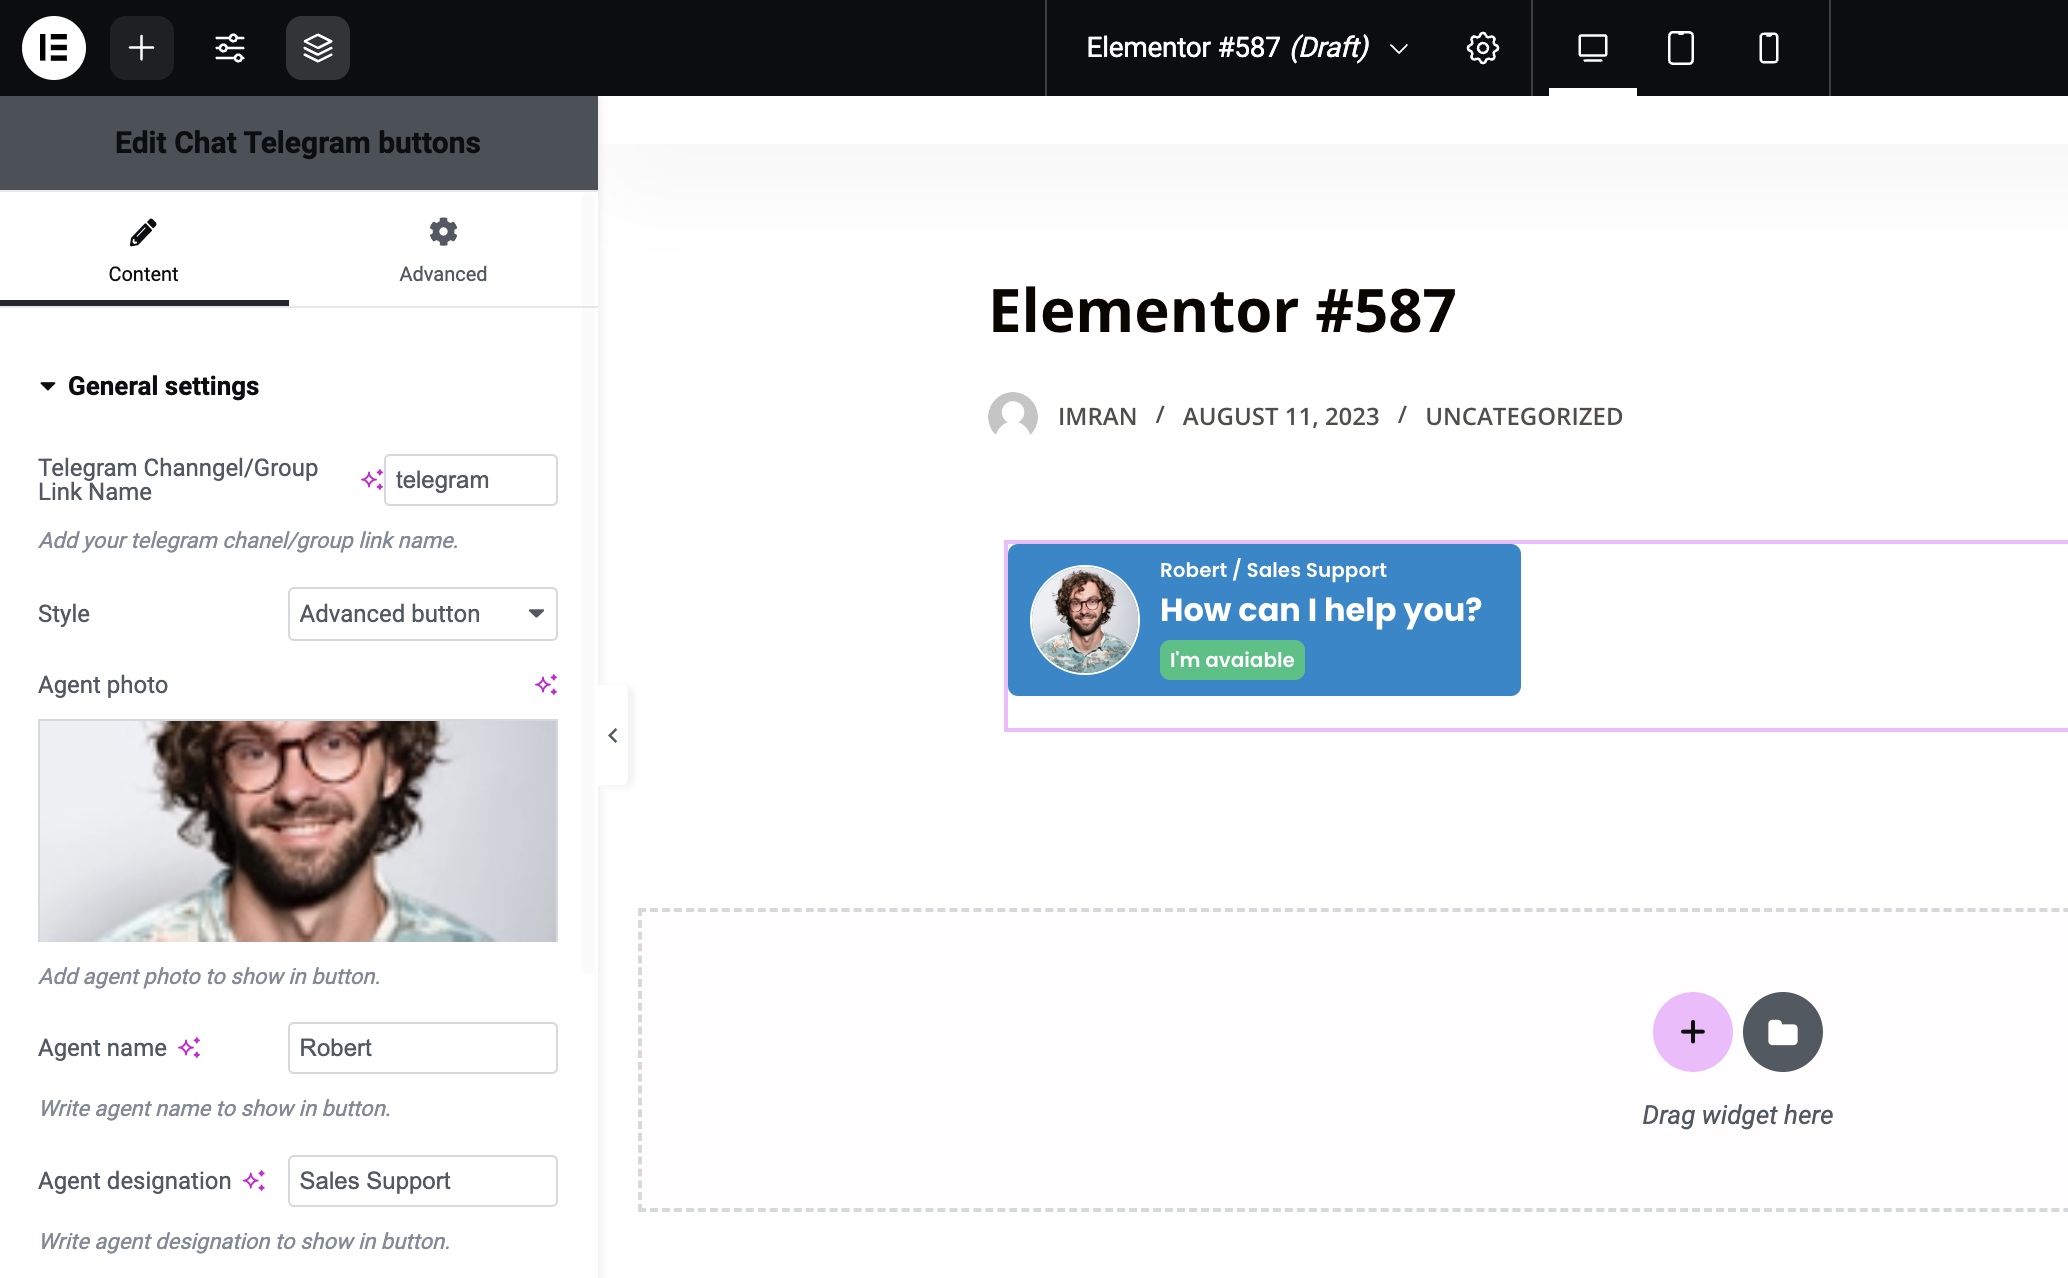 Elementor #587 (Draft)
Edit Chat Telegram buttons
Content
Advanced
General settings
Telegram Channgel/Group
Link Name
telegram
Add your telegram chanel/group link name.
Style
Advanced button
Agent photo
Add agent photo to show in button.
Agent name
Robert
Write agent name to show in button.
Agent designation
Sales Support
Write agent designation to show in button.
Elementor #587
IMRAN / AUGUST 11, 2023 / UNCATEGORIZED
Robert / Sales Support
How can I help you?
I'm avaiable
Drag widget here